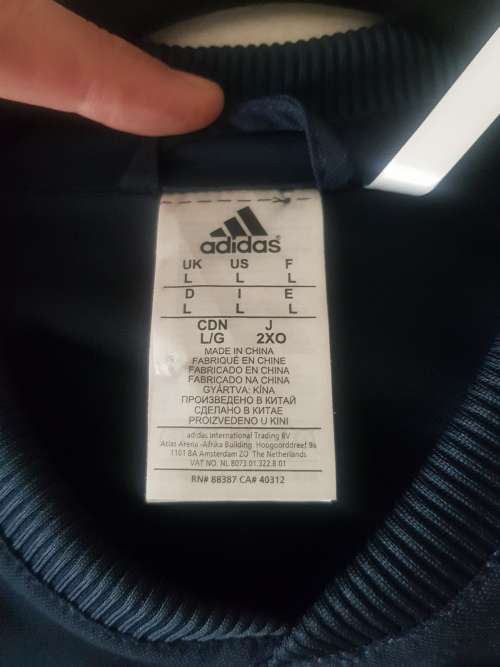 adidas®
UK US F
L L L
D I E
L L L
CDN J
L/G 2XO
MADE IN CHINA
FABRIQUÉ EN CHINE
FABRICADO EN CHINA
FABRICADO NA CHINA
GYÁRTVA: KÍNA
ПРОИЗВЕДЕНО В КИТАЙ
СДЕЛАНО В КИТАЕ
PROIZVEDENO U KINI
adidas International Trading BV
Atlas Arena -Afrika Building Hoogoorddreef 9a
1101 BA Amsterdam ZO The Netherlands
VAT NO. NL 8073.01.322.B.01
RN# 88387 CA# 40312